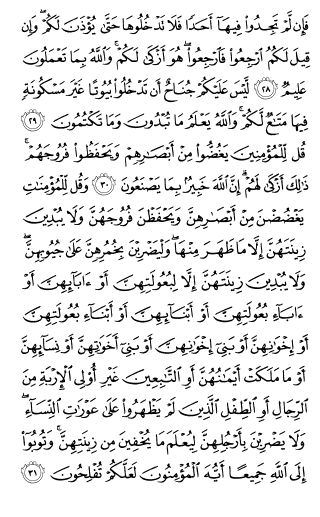 فَإِن لَّمْ تَجِدُوا۟ فِيهَآ أَحَدًا فَلَا تَدْخُلُوهَا حَتَّىٰ يُؤْذَنَ لَكُمْ ۖ وَإِن
قِيلَ لَكُمُ ٱرْجِعُوا۟ فَٱرْجِعُوا۟ ۖ هُوَ أَزْكَىٰ لَكُمْ ۚ وَٱللَّهُ بِمَا تَعْمَلُونَ
عَلِيمٌ ﴿٢٨﴾ لَّيْسَ عَلَيْكُمْ جُنَاحٌ أَن تَدْخُلُوا۟ بُيُوتًا غَيْرَ مَسْكُونَةٍ
فِيهَا مَتَٰعٌ لَّكُمْ ۚ وَٱللَّهُ يَعْلَمُ مَا تُبْدُونَ وَمَا تَكْتُمُونَ ﴿٢٩﴾
قُل لِّلْمُؤْمِنِينَ يَغُضُّوا۟ مِنْ أَبْصَٰرِهِمْ وَيَحْفَظُوا۟ فُرُوجَهُمْ ۚ
ذَٰلِكَ أَزْكَىٰ لَهُمْ ۗ إِنَّ ٱللَّهَ خَبِيرٌۢ بِمَا يَصْنَعُونَ ﴿٣٠﴾ وَقُل لِّلْمُؤْمِنَٰتِ
يَغْضُضْنَ مِنْ أَبْصَٰرِهِنَّ وَيَحْفَظْنَ فُرُوجَهُنَّ وَلَا يُبْدِينَ
زِينَتَهُنَّ إِلَّا مَا ظَهَرَ مِنْهَا ۖ وَلْيَضْرِبْنَ بِخُمُرِهِنَّ عَلَىٰ جُيُوبِهِنَّ ۖ
وَلَا يُبْدِينَ زِينَتَهُنَّ إِلَّا لِبُعُولَتِهِنَّ أَوْ ءَابَآئِهِنَّ أَوْ
ءَابَآءِ بُعُولَتِهِنَّ أَوْ أَبْنَآئِهِنَّ أَوْ أَبْنَآءِ بُعُولَتِهِنَّ
أَوْ إِخْوَٰنِهِنَّ أَوْ بَنِىٓ إِخْوَٰنِهِنَّ أَوْ بَنِىٓ أَخَوَٰتِهِنَّ أَوْ نِسَآئِهِنَّ
أَوْ مَا مَلَكَتْ أَيْمَٰنُهُنَّ أَوِ ٱلتَّٰبِعِينَ غَيْرِ أُو۟لِى ٱلْإِرْبَةِ مِنَ
ٱلرِّجَالِ أَوِ ٱلطِّفْلِ ٱلَّذِينَ لَمْ يَظْهَرُوا۟ عَلَىٰ عَوْرَٰتِ ٱلنِّسَآءِ ۖ
وَلَا يَضْرِبْنَ بِأَرْجُلِهِنَّ لِيُعْلَمَ مَا يُخْفِينَ مِن زِينَتِهِنَّ ۚ وَتُوبُوٓا۟
إِلَى ٱللَّهِ جَمِيعًا أَيُّهَ ٱلْمُؤْمِنُونَ لَعَلَّكُمْ تُفْلِحُونَ ﴿٣١﴾